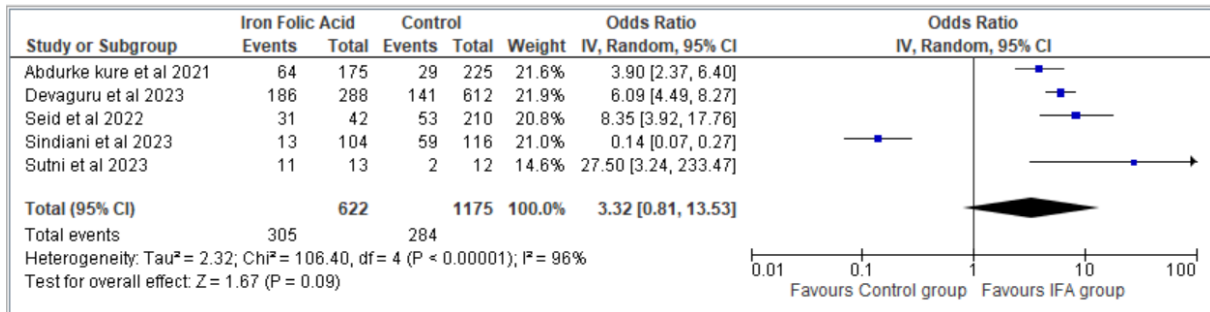 Iron Folic Acid Control Odds Ratio Odds Ratio
Study or Subgroup Events Total Events Total Weight IV, Random, 95% CI IV, Random, 95% CI
Abdurke kure et al 2021 64 175 29 225 21.6% 3.90 [2.37, 6.40]
Devaguru et al 2023 186 288 141 612 21.9% 6.09 [4.49, 8.27]
Seid et al 2022 31 42 53 210 20.8% 8.35 [3.92, 17.76]
Sindiani et al 2023 13 104 59 116 21.0% 0.14 [0.07, 0.27]
Sutni et al 2023 11 13 2 12 14.6% 27.50 [3.24, 233.47]
Total (95% CI) 622 1175 100.0% 3.32 [0.81, 13.53]
Total events 305 284
Heterogeneity: Tau² = 2.32; Chi² = 106.40, df = 4 (P < 0.00001); I² = 96%
Test for overall effect: Z = 1.67 (P = 0.09)
0.01 0.1 1 10 100
Favours Control group Favours IFA group